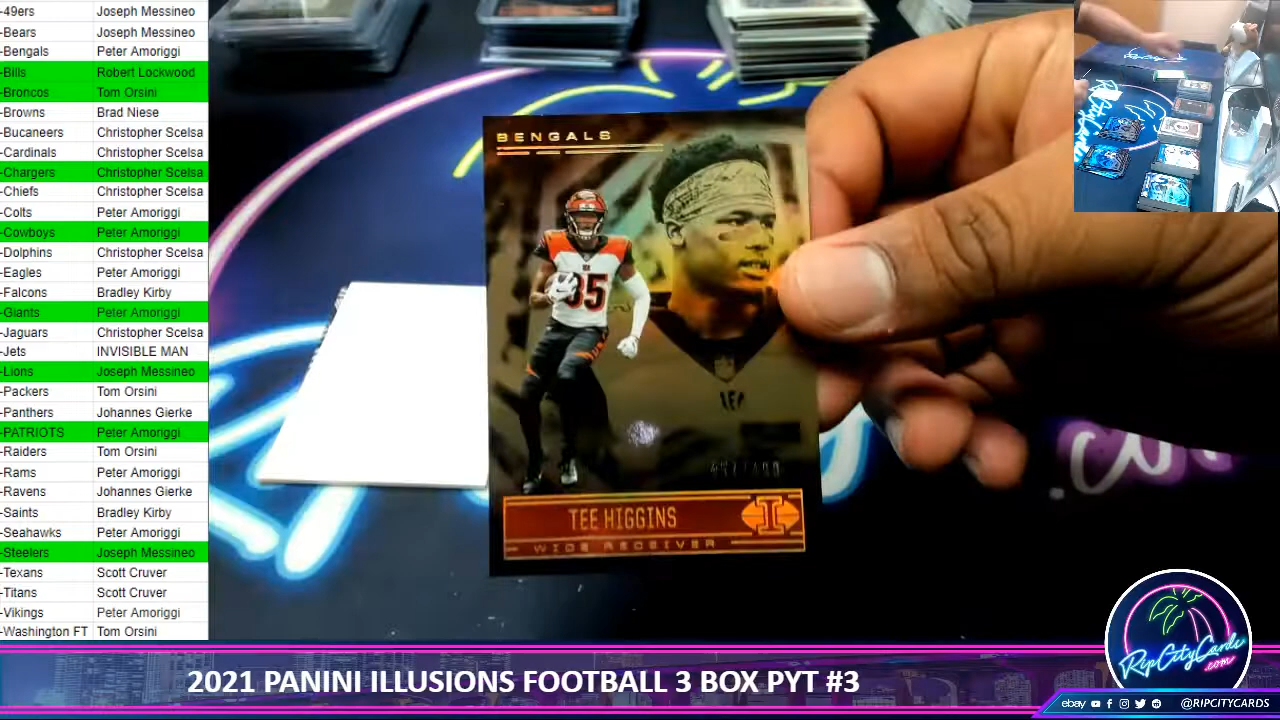 -49ers Joseph Messineo
-Bears Joseph Messineo
-Bengals Peter Amoriggi
-Bills Robert Lockwood
-Broncos Tom Orsini
-Browns Brad Niese
-Bucaneers Christopher Scelsa
-Cardinals Christopher Scelsa
-Chargers Christopher Scelsa
-Chiefs Christopher Scelsa
-Colts Peter Amoriggi
-Cowboys Peter Amoriggi
-Dolphins Christopher Scelsa
-Eagles Peter Amoriggi
-Falcons Bradley Kirby
-Giants Peter Amoriggi
-Jaguars Christopher Scelsa
-Jets INVISIBLE MAN
-Lions Joseph Messineo
-Packers Tom Orsini
-Panthers Johannes Gierke
-PATRIOTS Peter Amoriggi
-Raiders Tom Orsini
-Rams Peter Amoriggi
-Ravens Johannes Gierke
-Saints Bradley Kirby
-Seahawks Peter Amoriggi
-Steelers Joseph Messineo
-Texans Scott Cruver
-Titans Scott Cruver
-Vikings Peter Amoriggi
-Washington FT Tom Orsini
BENGALS
85
TEE HIGGINS
I
WIDE RECEIVER
RipCityCards
.com
2021 PANINI ILLUSIONS FOOTBALL 3 BOX PYT #3
ebay @RIPCITYCARDS